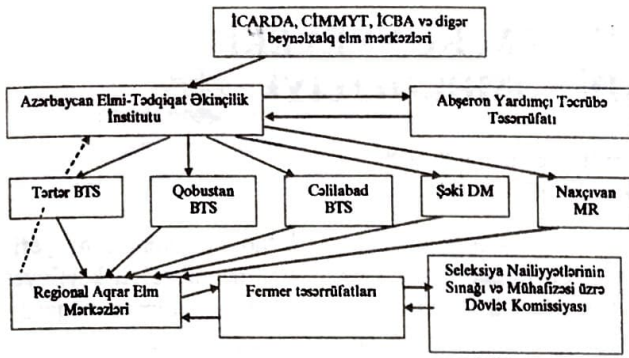 İCARDA, CİMMYT, İCBA və digər
beynəlxalq elm mərkəzləri
Azərbaycan Elmi-Tədqiqat Əkinçilik
İnstitutu
Abşeron Yardımçı Təcrübə
Təsərrüfatı
Tərtər BTS
Qobustan
BTS
Cəlilabad
BTS
Şəki DM
Naxçıvan
MR
Regional Aqrar Elm
Mərkəzləri
Fermer təsərrüfatları
Seleksiya Nailiyyətlərinin
Sınağı və Mühafizəsi üzrə
Dövlət Komissiyası